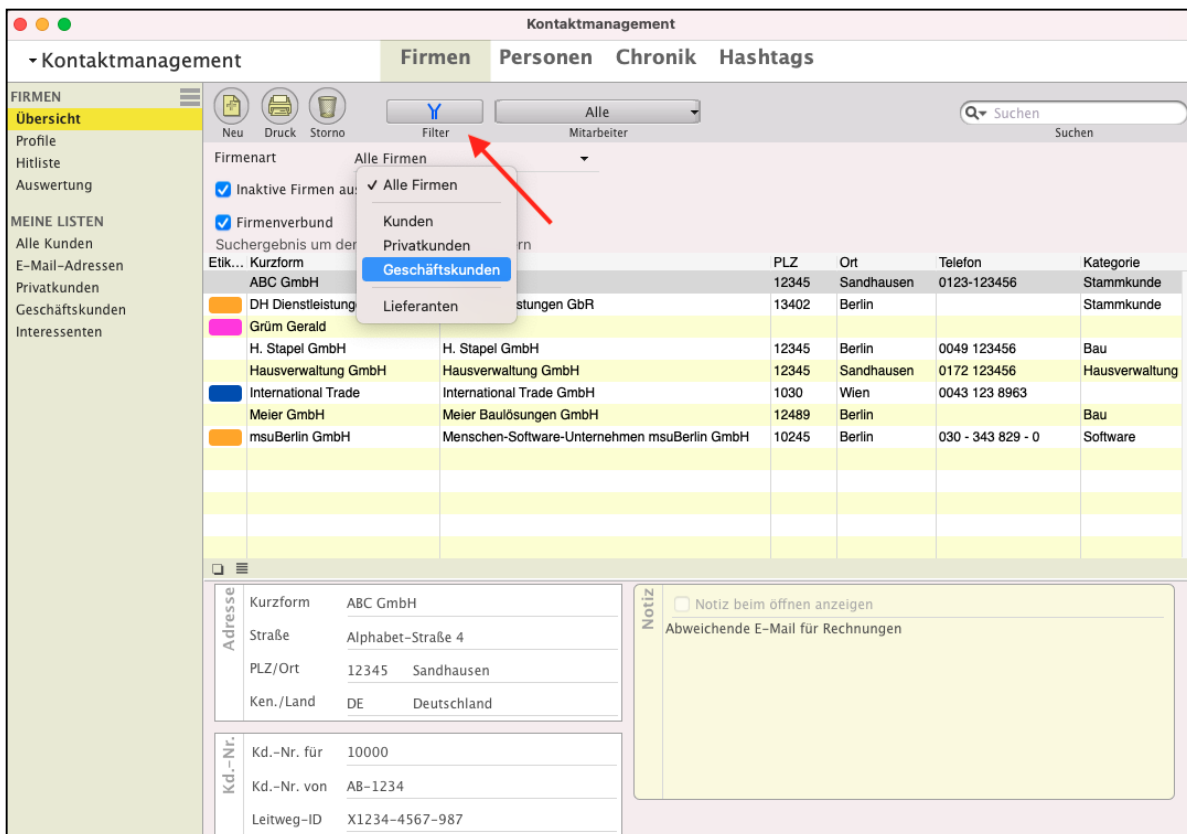 Kontaktmanagement
Kontaktmanagement Firmen Personen Chronik Hashtags
FIRMEN
Übersicht
Profile
Hitliste
Auswertung
MEINE LISTEN
Alle Kunden
E-Mail-Adressen
Privatkunden
Geschäftskunden
Interessenten
Alle Suchen
Neu Druck Storno Filter Mitarbeiter Suchen
Firmenart Alle Firmen
Inaktive Firmen au
Firmenverbund
Suchergebnis um der
✓ Alle Firmen
Kunden
Privatkunden
Geschäftskunden
Lieferanten
Etik... Kurzform PLZ Ort Telefon Kategorie
ABC GmbH 12345 Sandhausen 0123-123456 Stammkunde
DH Dienstleistung stungen GbR 13402 Berlin Stammkunde
Grüm Gerald
H. Stapel GmbH H. Stapel GmbH 12345 Berlin 0049 123456 Bau
Hausverwaltung GmbH Hausverwaltung GmbH 12345 Sandhausen 0172 123456 Hausverwaltung
International Trade International Trade GmbH 1030 Wien 0043 123 8963
Meier GmbH Meier Baulösungen GmbH 12489 Berlin Bau
msuBerlin GmbH Menschen-Software-Unternehmen msuBerlin GmbH 10245 Berlin 030 - 343 829 - 0 Software
Adresse
Kurzform ABC GmbH
Straße Alphabet-Straße 4
PLZ/Ort 12345 Sandhausen
Ken./Land DE Deutschland
Notiz
Notiz beim öffnen anzeigen
Abweichende E-Mail für Rechnungen
Kd.-Nr.
Kd.-Nr. für 10000
Kd.-Nr. von AB-1234
Leitweg-ID X1234-4567-987